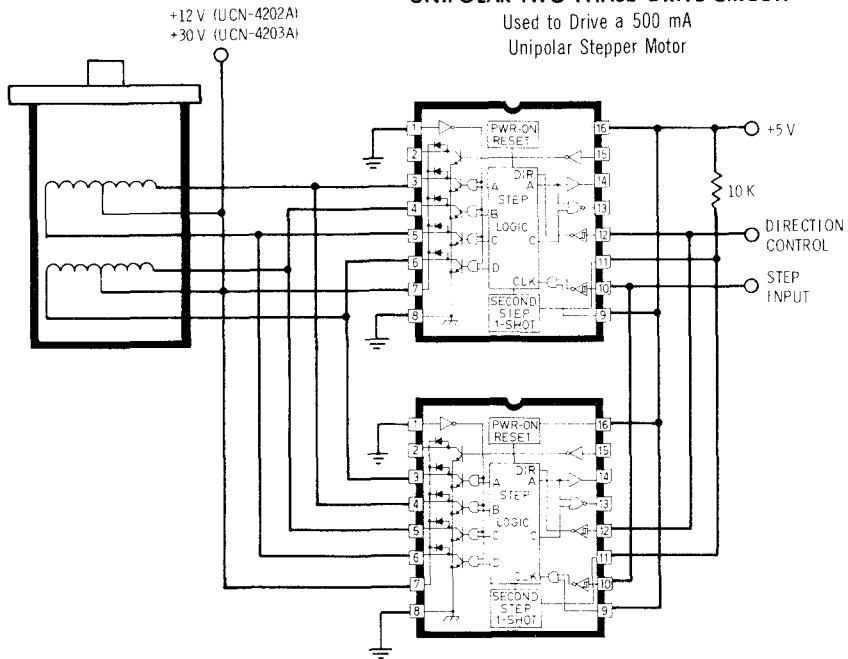 Used to Drive a 500 mA
Unipolar Stepper Motor
+12 V (UCN-4202A)
+30 V (UCN-4203A)
1
2
3
4
5
6
7
8
PWR-ON
RESET
DIR
A
A
STEP
B
LOGIC
C
C
D
CLK
SECOND
STEP
1-SHOT
16
15
14
13
12
11
10
9
+5 V
10 K
DIRECTION
CONTROL
STEP
INPUT
1
2
3
4
5
6
7
8
PWR-ON
RESET
DIR
A
A
STEP
B
LOGIC
C
C
D
CLK
SECOND
STEP
1-SHOT
16
15
14
13
12
11
10
9